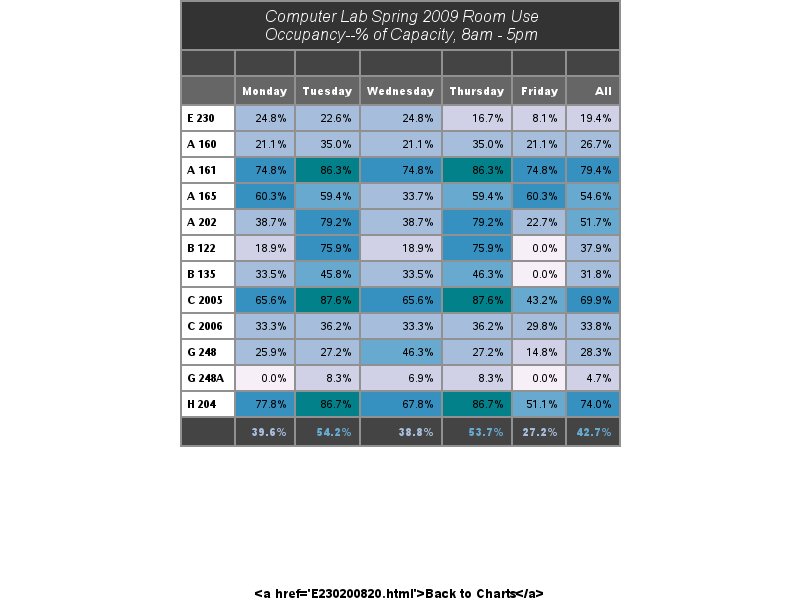 Computer Lab Spring 2009 Room Use
Occupancy--% of Capacity, 8am - 5pm
Monday Tuesday Wednesday Thursday Friday All
E 230 24.8% 22.6% 24.8% 16.7% 8.1% 19.4%
A 160 21.1% 35.0% 21.1% 35.0% 21.1% 26.7%
A 161 74.8% 86.3% 74.8% 86.3% 74.8% 79.4%
A 165 60.3% 59.4% 33.7% 59.4% 60.3% 54.6%
A 202 38.7% 79.2% 38.7% 79.2% 22.7% 51.7%
B 122 18.9% 75.9% 18.9% 75.9% 0.0% 37.9%
B 135 33.5% 45.8% 33.5% 46.3% 0.0% 31.8%
C 2005 65.6% 87.6% 65.6% 87.6% 43.2% 69.9%
C 2006 33.3% 36.2% 33.3% 36.2% 29.8% 33.8%
G 248 25.9% 27.2% 46.3% 27.2% 14.8% 28.3%
G 248A 0.0% 8.3% 6.9% 8.3% 0.0% 4.7%
H 204 77.8% 86.7% 67.8% 86.7% 51.1% 74.0%
39.6% 54.2% 38.8% 53.7% 27.2% 42.7%
<a href='E230200820.html'>Back to Charts</a>